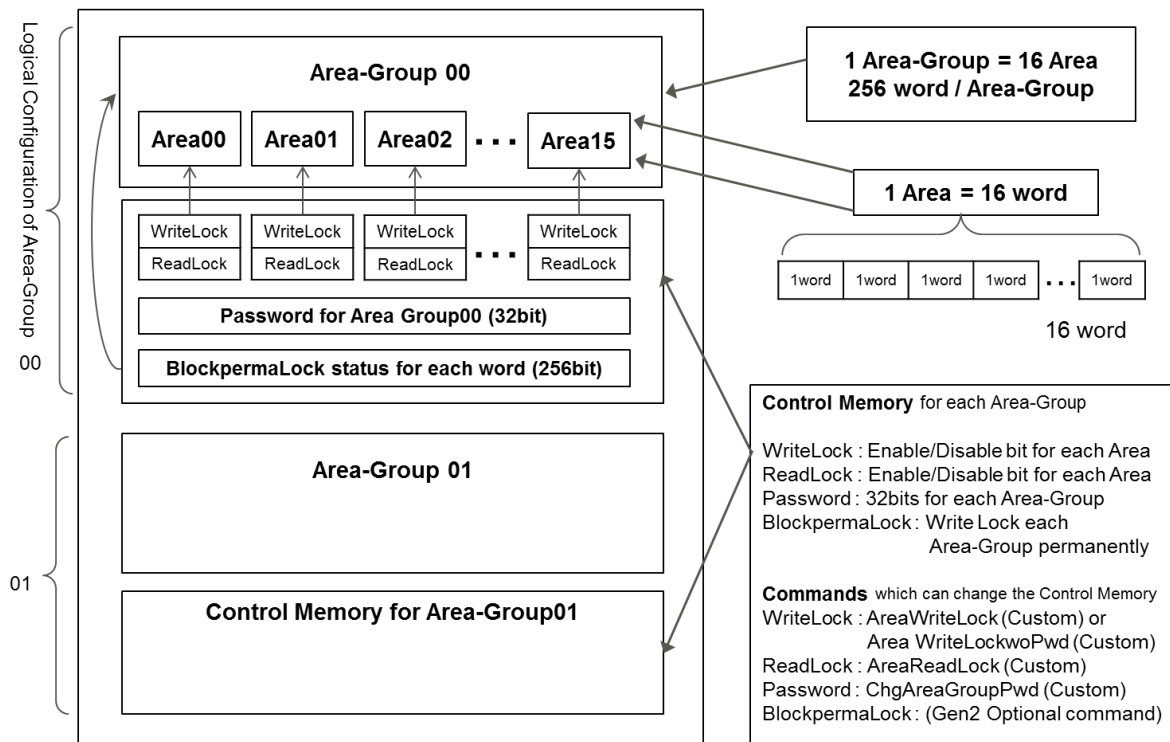 Logical Configuration of Area-Group
00
Area-Group 00
Area00 Area01 Area02 ▪ ▪ ▪ Area15
WriteLock WriteLock WriteLock WriteLock
ReadLock ReadLock ReadLock ▪ ▪ ▪ ReadLock
Password for Area Group00 (32bit)
BlockpermaLock status for each word (256bit)
01
Area-Group 01
Control Memory for Area-Group01
1 Area-Group = 16 Area
256 word / Area-Group
1 Area = 16 word
1word 1word 1word 1word ▪ ▪ ▪ 1word
16 word
Control Memory for each Area-Group
WriteLock : Enable/Disable bit for each Area
ReadLock : Enable/Disable bit for each Area
Password : 32bits for each Area-Group
BlockpermaLock : Write Lock each
Area-Group permanently
Commands which can change the Control Memory
WriteLock : AreaWriteLock (Custom) or
Area WriteLockwoPwd (Custom)
ReadLock : AreaReadLock (Custom)
Password : ChgAreaGroupPwd (Custom)
BlockpermaLock : (Gen2 Optional command)